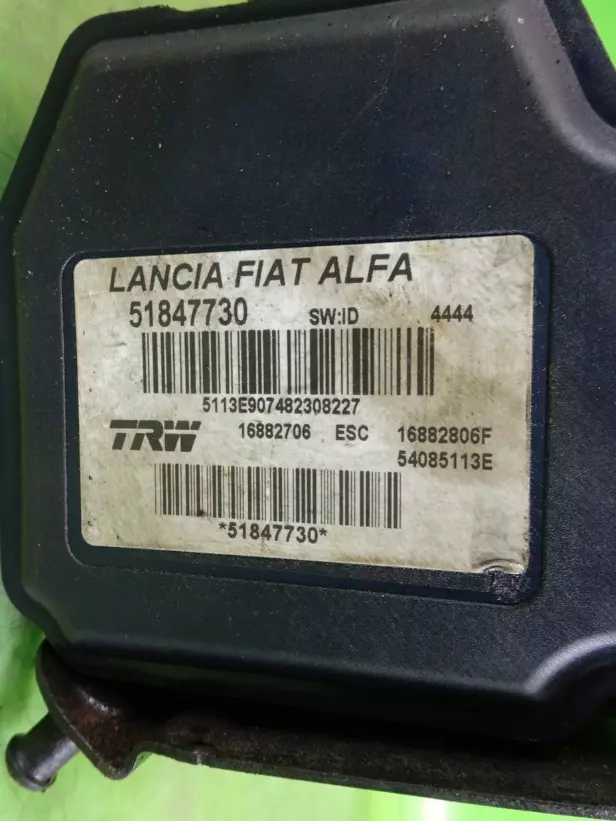 LANCIA FIAT ALFA
51847730 SW:ID 4444
5113E907482308227
TRW 16882706 ESC 16882806F
54085113E
*51847730*